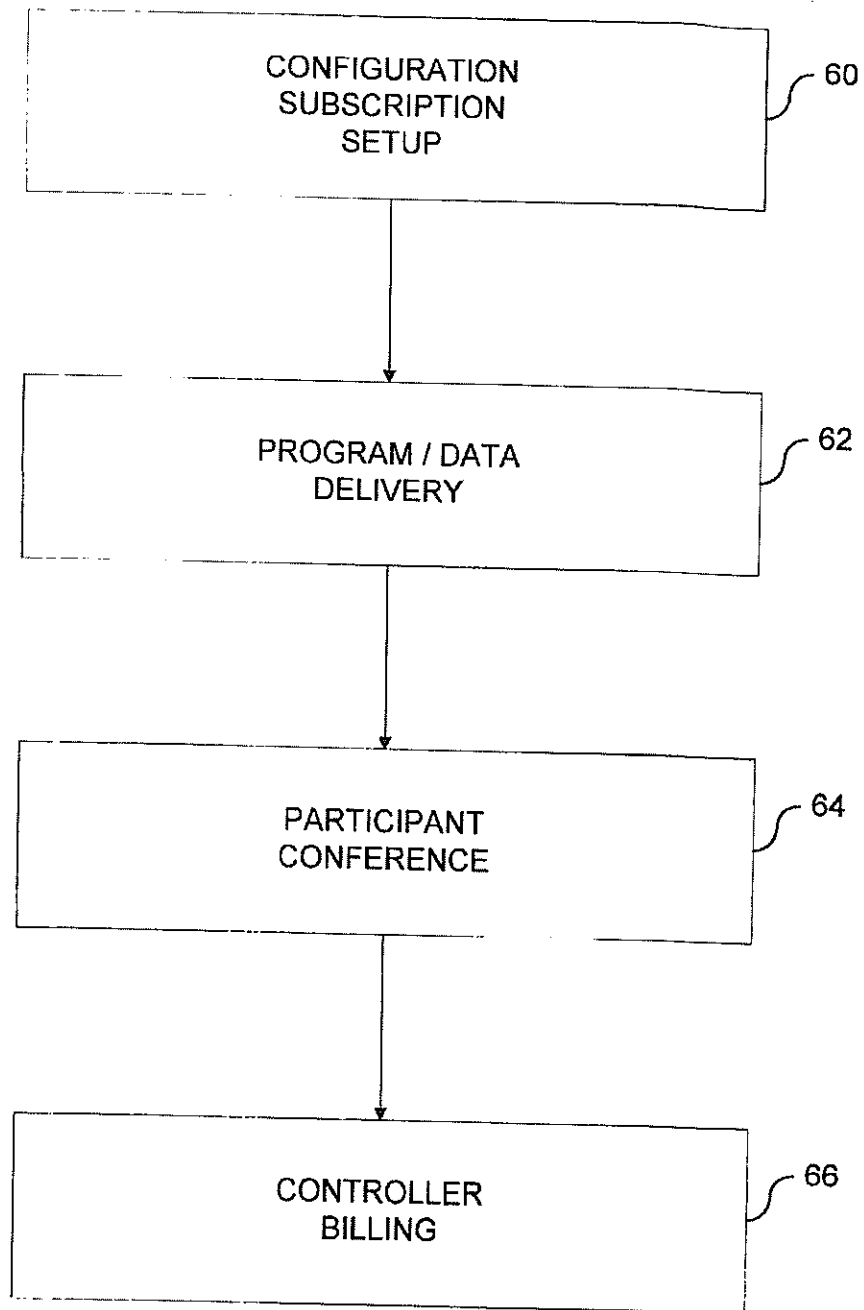 CONFIGURATION
SUBSCRIPTION
SETUP
60
PROGRAM / DATA
DELIVERY
62
PARTICIPANT
CONFERENCE
64
CONTROLLER
BILLING
66